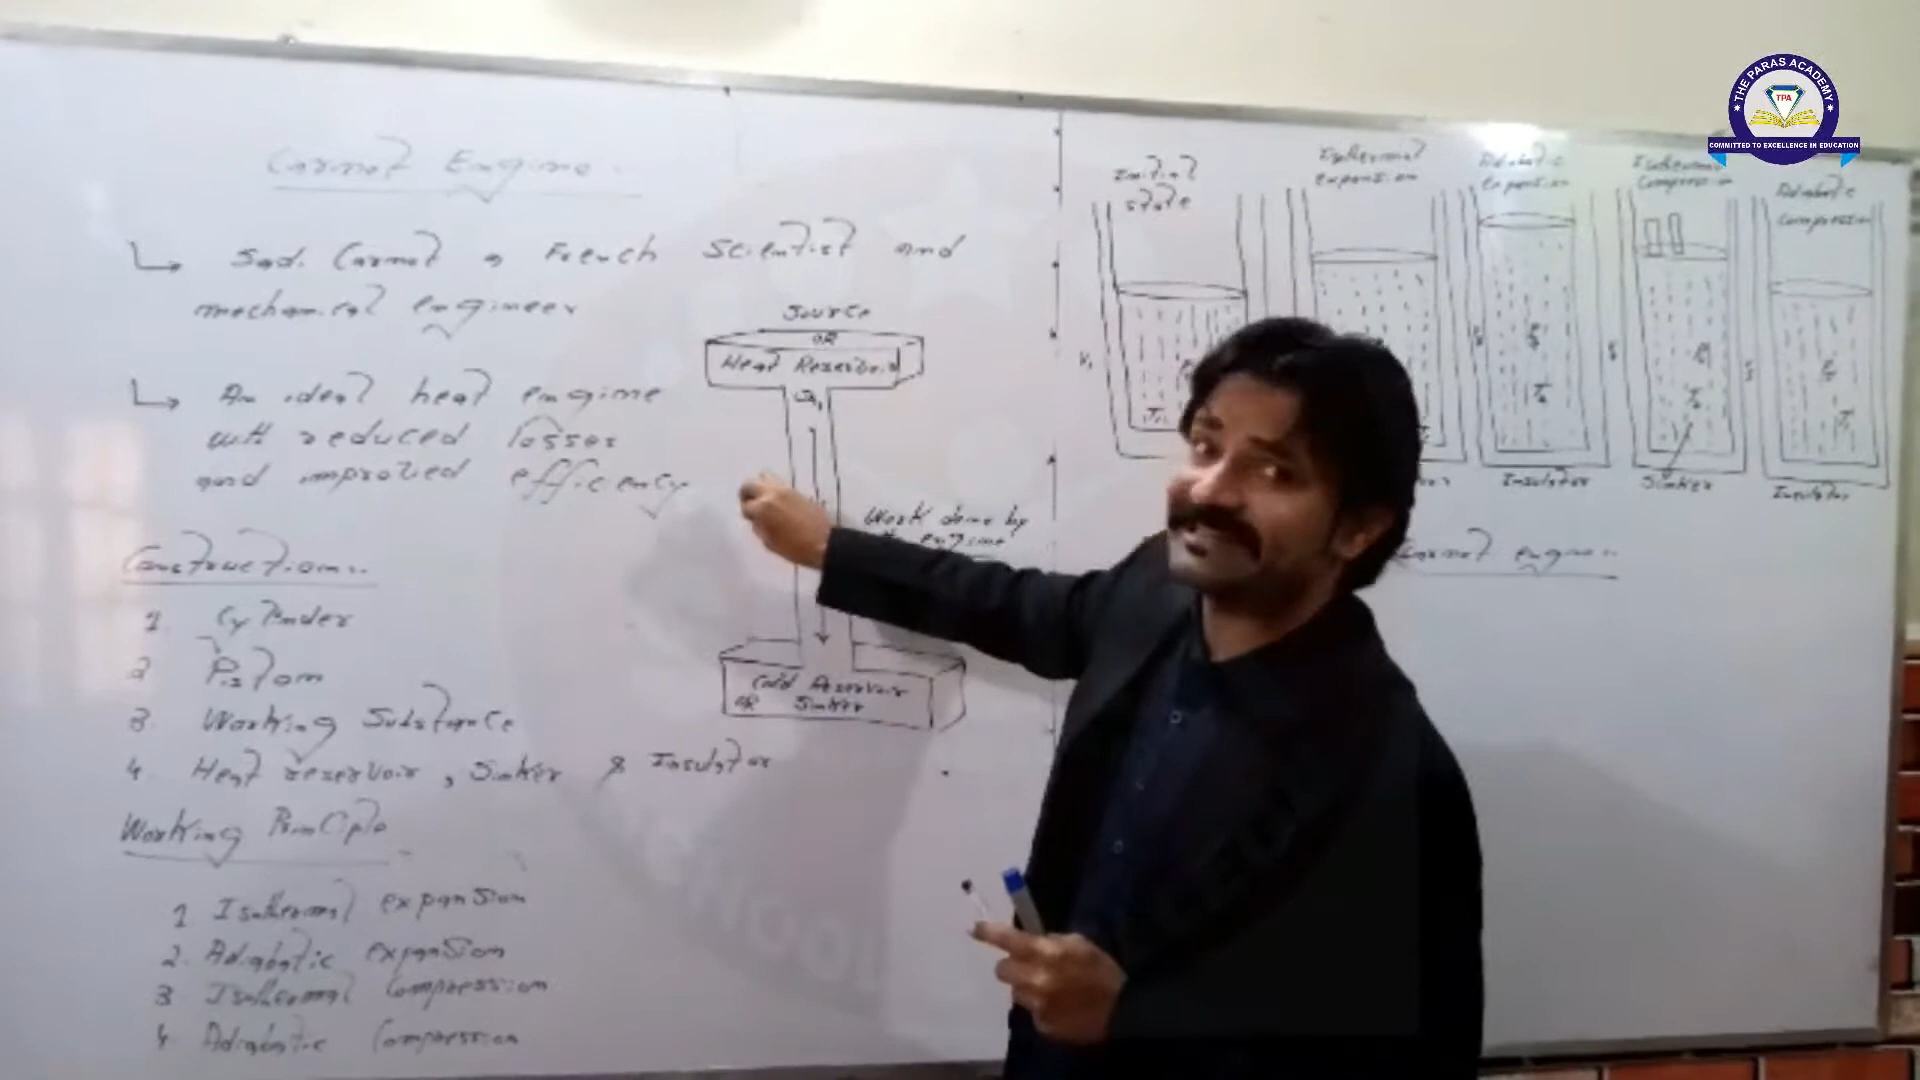 Carnot Engine.
Sadi Carnot a French Scientist and
mechanical engineer
An ideal heat engine
with reduced losses
and improved efficiency
Construction:
1. Cylinder
2 Piston
3 Working Substance
4. Heat reservoir, Sinker & Insulator
Working Principle
1 Isothermal expansion
2. Adiabatic expansion
3 Isothermal Compression
4 Adiabatic Compression
Source
OR
Heat Reservoir
Work done by
engine
Cold Reservoir
OR Sinker
Initial
state
Isothermal
expansion
Adiabatic
expansion
Isothermal
Compression
Adiabatic
Compression
Insulator
Sinker
Insulator
Carnot engine
THE PARAS ACADEMY
TPA
COMMITTED TO EXCELLENCE IN EDUCATION